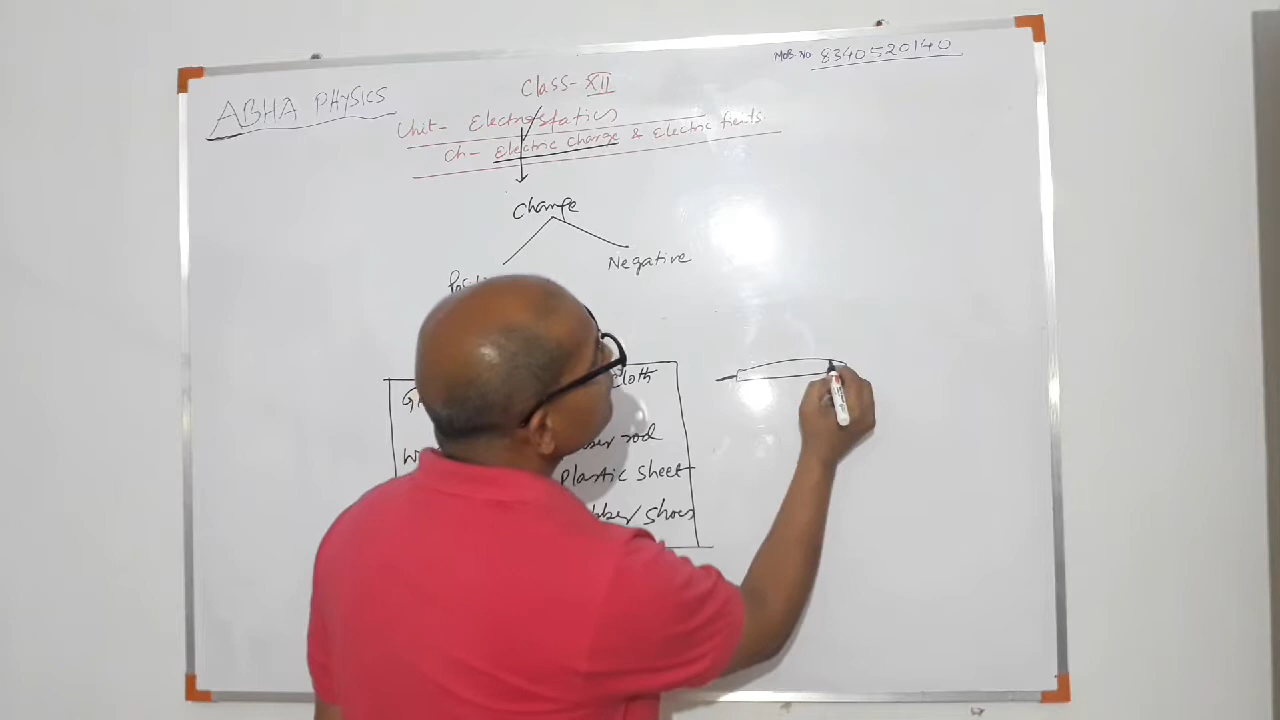 MOB. NO 8340520140
ABHA PHYSICS
Class- XII
Unit- Electrostatics
Ch- Electric charge & Electric fields.
Charge
Negative
cloth
rod
Plastic sheet
shoes